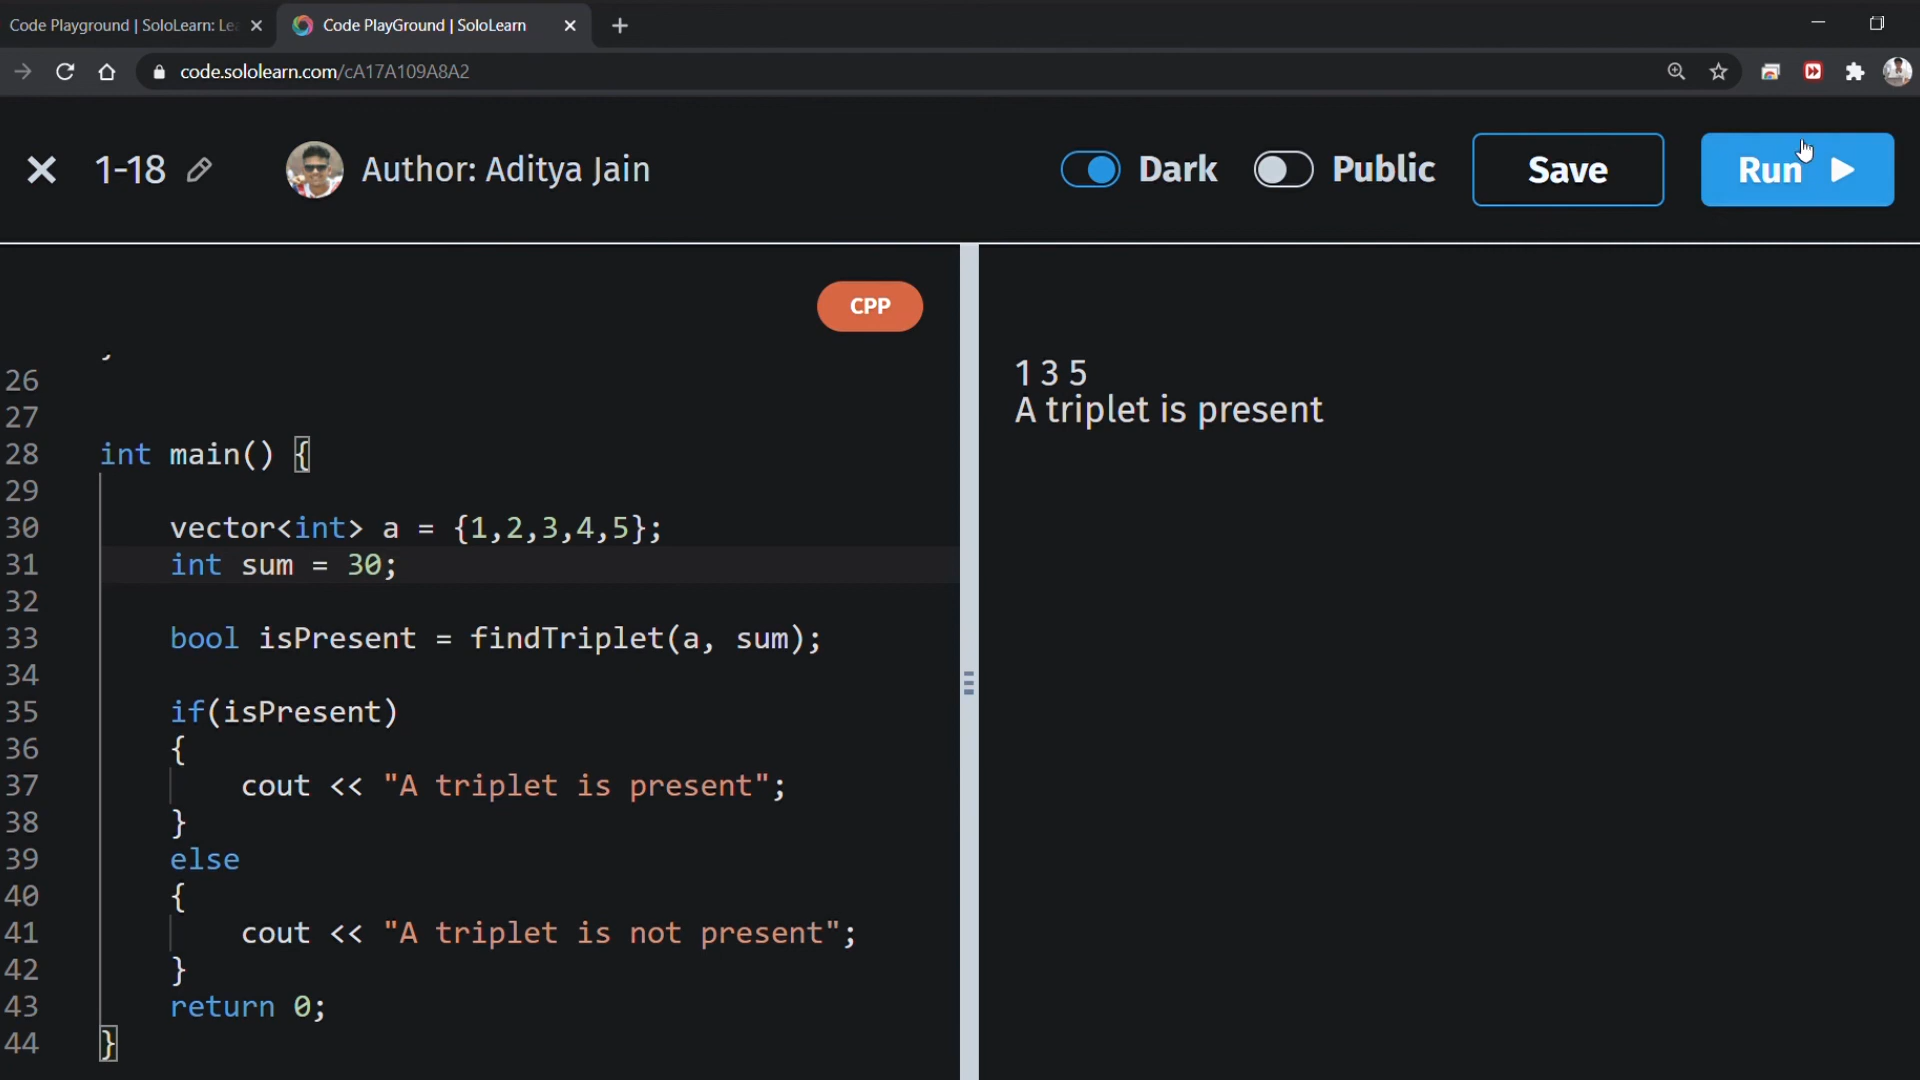 Code Playground | SoloLearn: Le
Code PlayGround | SoloLearn
code.sololearn.com/cA17A109A8A2
1-18
Author: Aditya Jain
Dark
Public
Save
Run
CPP
26
27
28 int main() {
29
30 vector<int> a = {1,2,3,4,5};
31 int sum = 30;
32
33 bool isPresent = findTriplet(a, sum);
34
35 if(isPresent)
36 {
37 cout << "A triplet is present";
38 }
39 else
40 {
41 cout << "A triplet is not present";
42 }
43 return 0;
44 }
1 3 5
A triplet is present